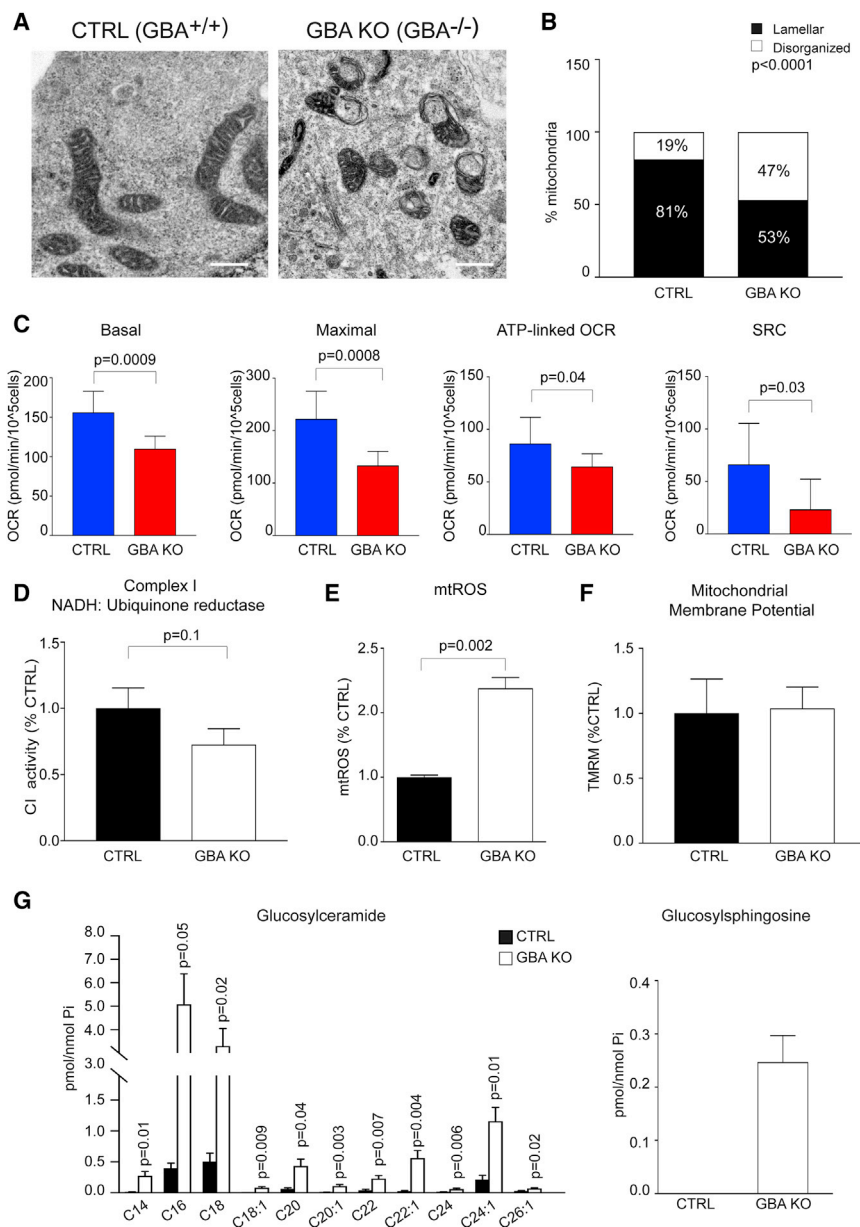 A
CTRL (GBA+/+)
GBA KO (GBA-/-)
B
Lamellar
Disorganized
p<0.0001
150
100
50
0
% mitochondria
19%
81%
47%
53%
CTRL
GBA KO
C
Basal
p=0.0009
200
150
100
50
0
OCR (pmol/min/10^5cells)
CTRL
GBA KO
Maximal
p=0.0008
300
200
100
0
OCR (pmol/min/10^5cells)
CTRL
GBA KO
ATP-linked OCR
p=0.04
150
100
50
0
OCR (pmol/min/10^5cells)
CTRL
GBA KO
SRC
p=0.03
150
100
50
0
OCR (pmol/min/10^5cells)
CTRL
GBA KO
D
Complex I
NADH: Ubiquinone reductase
p=0.1
1.5
1.0
0.5
0.0
CI activity (% CTRL)
CTRL
GBA KO
E
mtROS
p=0.002
2.5
2.0
1.0
0.0
mtROS (% CTRL)
CTRL
GBA KO
F
Mitochondrial
Membrane Potential
1.5
1.0
0.5
0.0
TMRM (%CTRL)
CTRL
GBA KO
G
Glucosylceramide
CTRL
GBA KO
8.0
7.0
6.0
5.0
4.0
3.0
1.5
1.0
0.5
0.0
pmol/nmol Pi
p=0.01
p=0.05
p=0.02
p=0.009
p=0.04
p=0.003
p=0.007
p=0.004
p=0.006
p=0.01
p=0.02
C14
C16
C18
C18:1
C20
C20:1
C22
C22:1
C24
C24:1
C26:1
Glucosylsphingosine
0.4
0.3
0.2
0.1
0.0
pmol/nmol Pi
CTRL
GBA KO